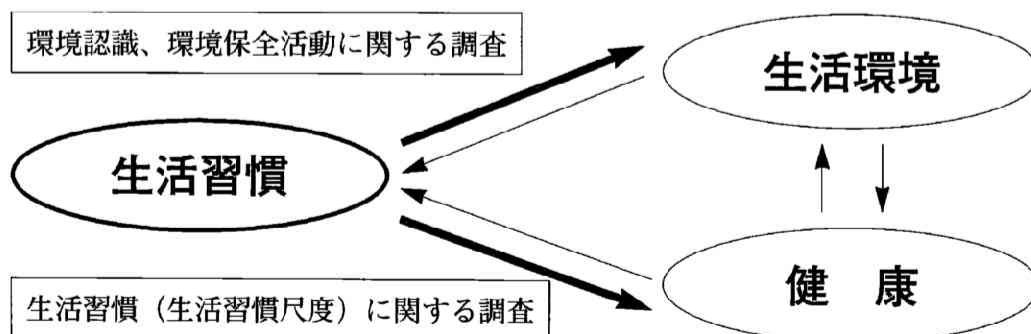 環境認識、環境保全活動に関する調査
生活環境
生活習慣
健　康
生活習慣（生活習慣尺度）に関する調査